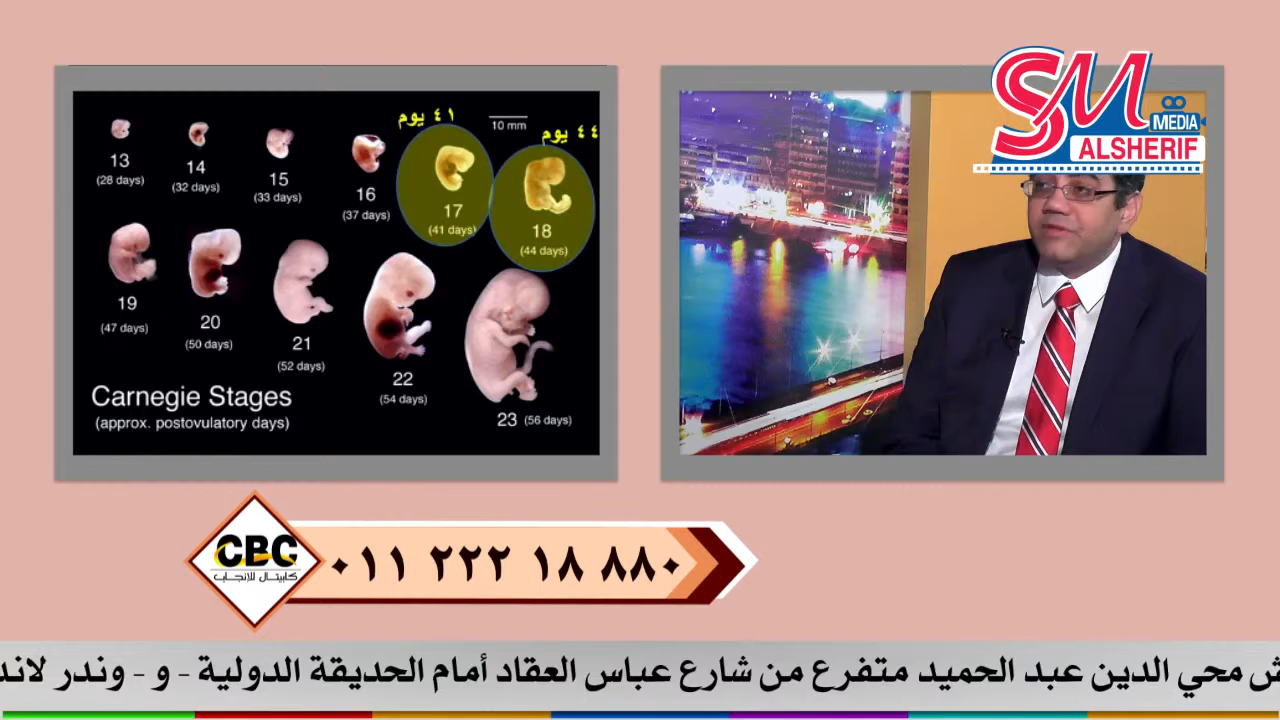 SM
MEDIA
ALSHERIF
٤١ يوم
٤٤ يوم
10 mm
13
(28 days)
14
(32 days)
15
(33 days)
16
(37 days)
17
(41 days)
18
(44 days)
19
(47 days)
20
(50 days)
21
(52 days)
22
(54 days)
23 (56 days)
Carnegie Stages
(approx. postovulatory days)
CBC
كابيتال للإنجاب
٠١١ ٢٢٢ ١٨ ٨٨٠
ش محي الدين عبد الحميد متفرع من شارع عباس العقاد أمام الحديقة الدولية - و - وندر لاند